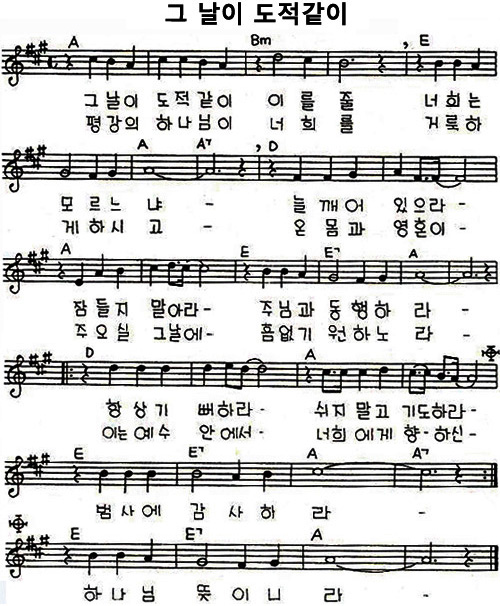 그 날이 도적같이
A Bm E
그 날 이 도 적 같 이 이 를 줄 너 희 는
평 강 의 하 나 님 이 너 희 를 거 룩 하
A A7 D
모 르 느 냐 - 늘 깨 어 있 으 라 -
게 하 시 고 - 온 몸 과 영 혼 이 -
A E E7 A
잠 들 지 말 아 라 - 주 님 과 동 행 하 라 -
주 오 실 그 날 에 - 흠 없 기 원 하 노 라 -
D A
항 상 기 뻐 하 라 - 쉬 지 말 고 기 도 하 라 -
이 는 예 수 안 에 서 - 너 희 에 게 향 - 하 신 -
E E7 A A7
범 사 에 감 사 하 라 -
E E7 A
하 나 님 뜻 이 니 라 -